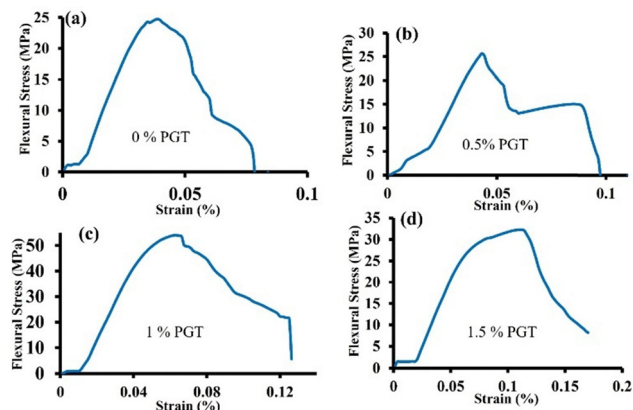 (a)
Flexural Stress (MPa)
25
20
15
10
5
0
0 % PGT
0 0.05 0.1
Strain (%)
(b)
Flexural Stress (MPa)
30
25
20
15
10
5
0
0.5% PGT
0 0.05 0.1
Strain (%)
(c)
Flexural Stress (MPa)
50
40
30
20
10
0
1 % PGT
0 0.04 0.08 0.12
Strain (%)
(d)
Flexural Stress (MPa)
35
30
25
20
15
10
5
0
1.5 % PGT
0 0.05 0.1 0.15 0.2
Strain (%)